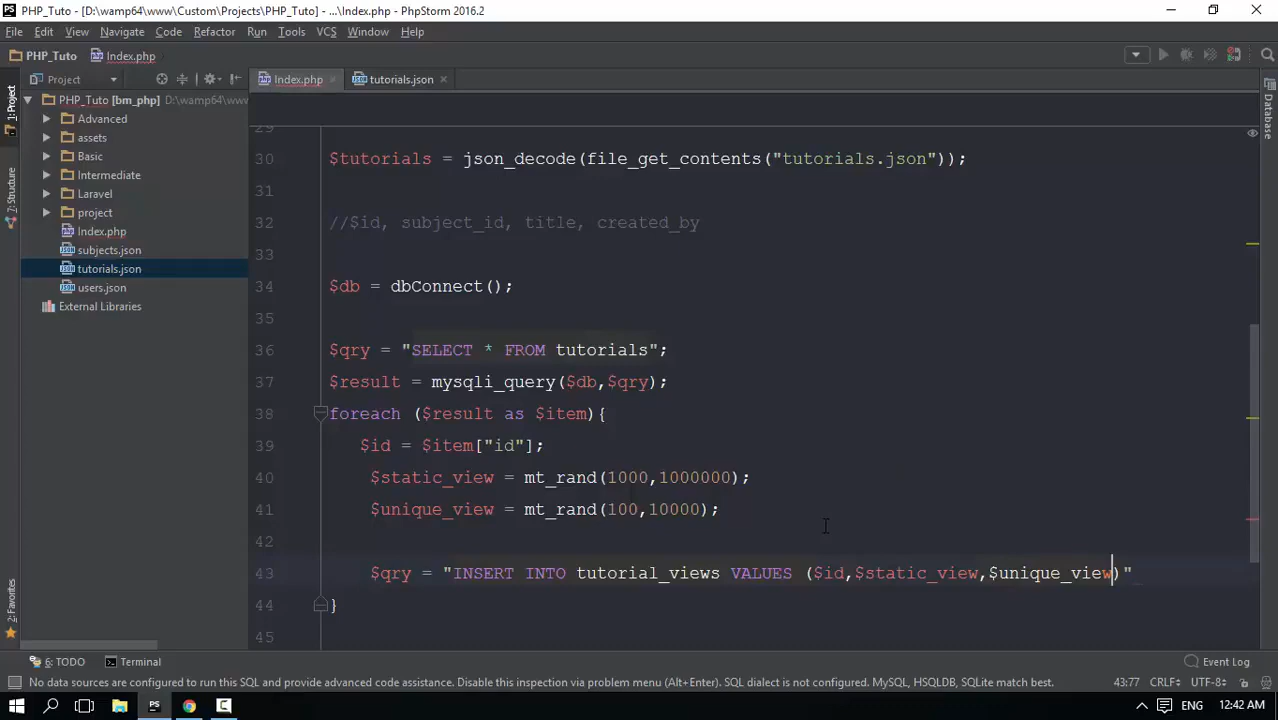 PHP_Tuto - [D:\wamp64\www\Custom\Projects\PHP_Tuto] - ...\Index.php - PhpStorm 2016.2
File Edit View Navigate Code Refactor Run Tools VCS Window Help
PHP_Tuto Index.php
Project
Index.php
tutorials.json
1: Project
7: Structure
2: Favorites
Database
PHP_Tuto [bm_php] D:\wamp64\www
Advanced
assets
Basic
Intermediate
Laravel
project
Index.php
subjects.json
tutorials.json
users.json
External Libraries
29
30 $tutorials = json_decode(file_get_contents("tutorials.json"));
31
32 //$id, subject_id, title, created_by
33
34 $db = dbConnect();
35
36 $qry = "SELECT * FROM tutorials";
37 $result = mysqli_query($db,$qry);
38 foreach ($result as $item){
39 $id = $item["id"];
40 $static_view = mt_rand(1000,1000000);
41 $unique_view = mt_rand(100,10000);
42
43 $qry = "INSERT INTO tutorial_views VALUES ($id,$static_view,$unique_view)"
44 }
45
6: TODO Terminal Event Log
No data sources are configured to run this SQL and provide advanced code assistance. Disable this inspection via problem menu (Alt+Enter). SQL dialect is not configured. MySQL, HSQLDB, SQLite match best. 43:77 CRLF÷ UTF-8÷
PS C ENG 12:42 AM